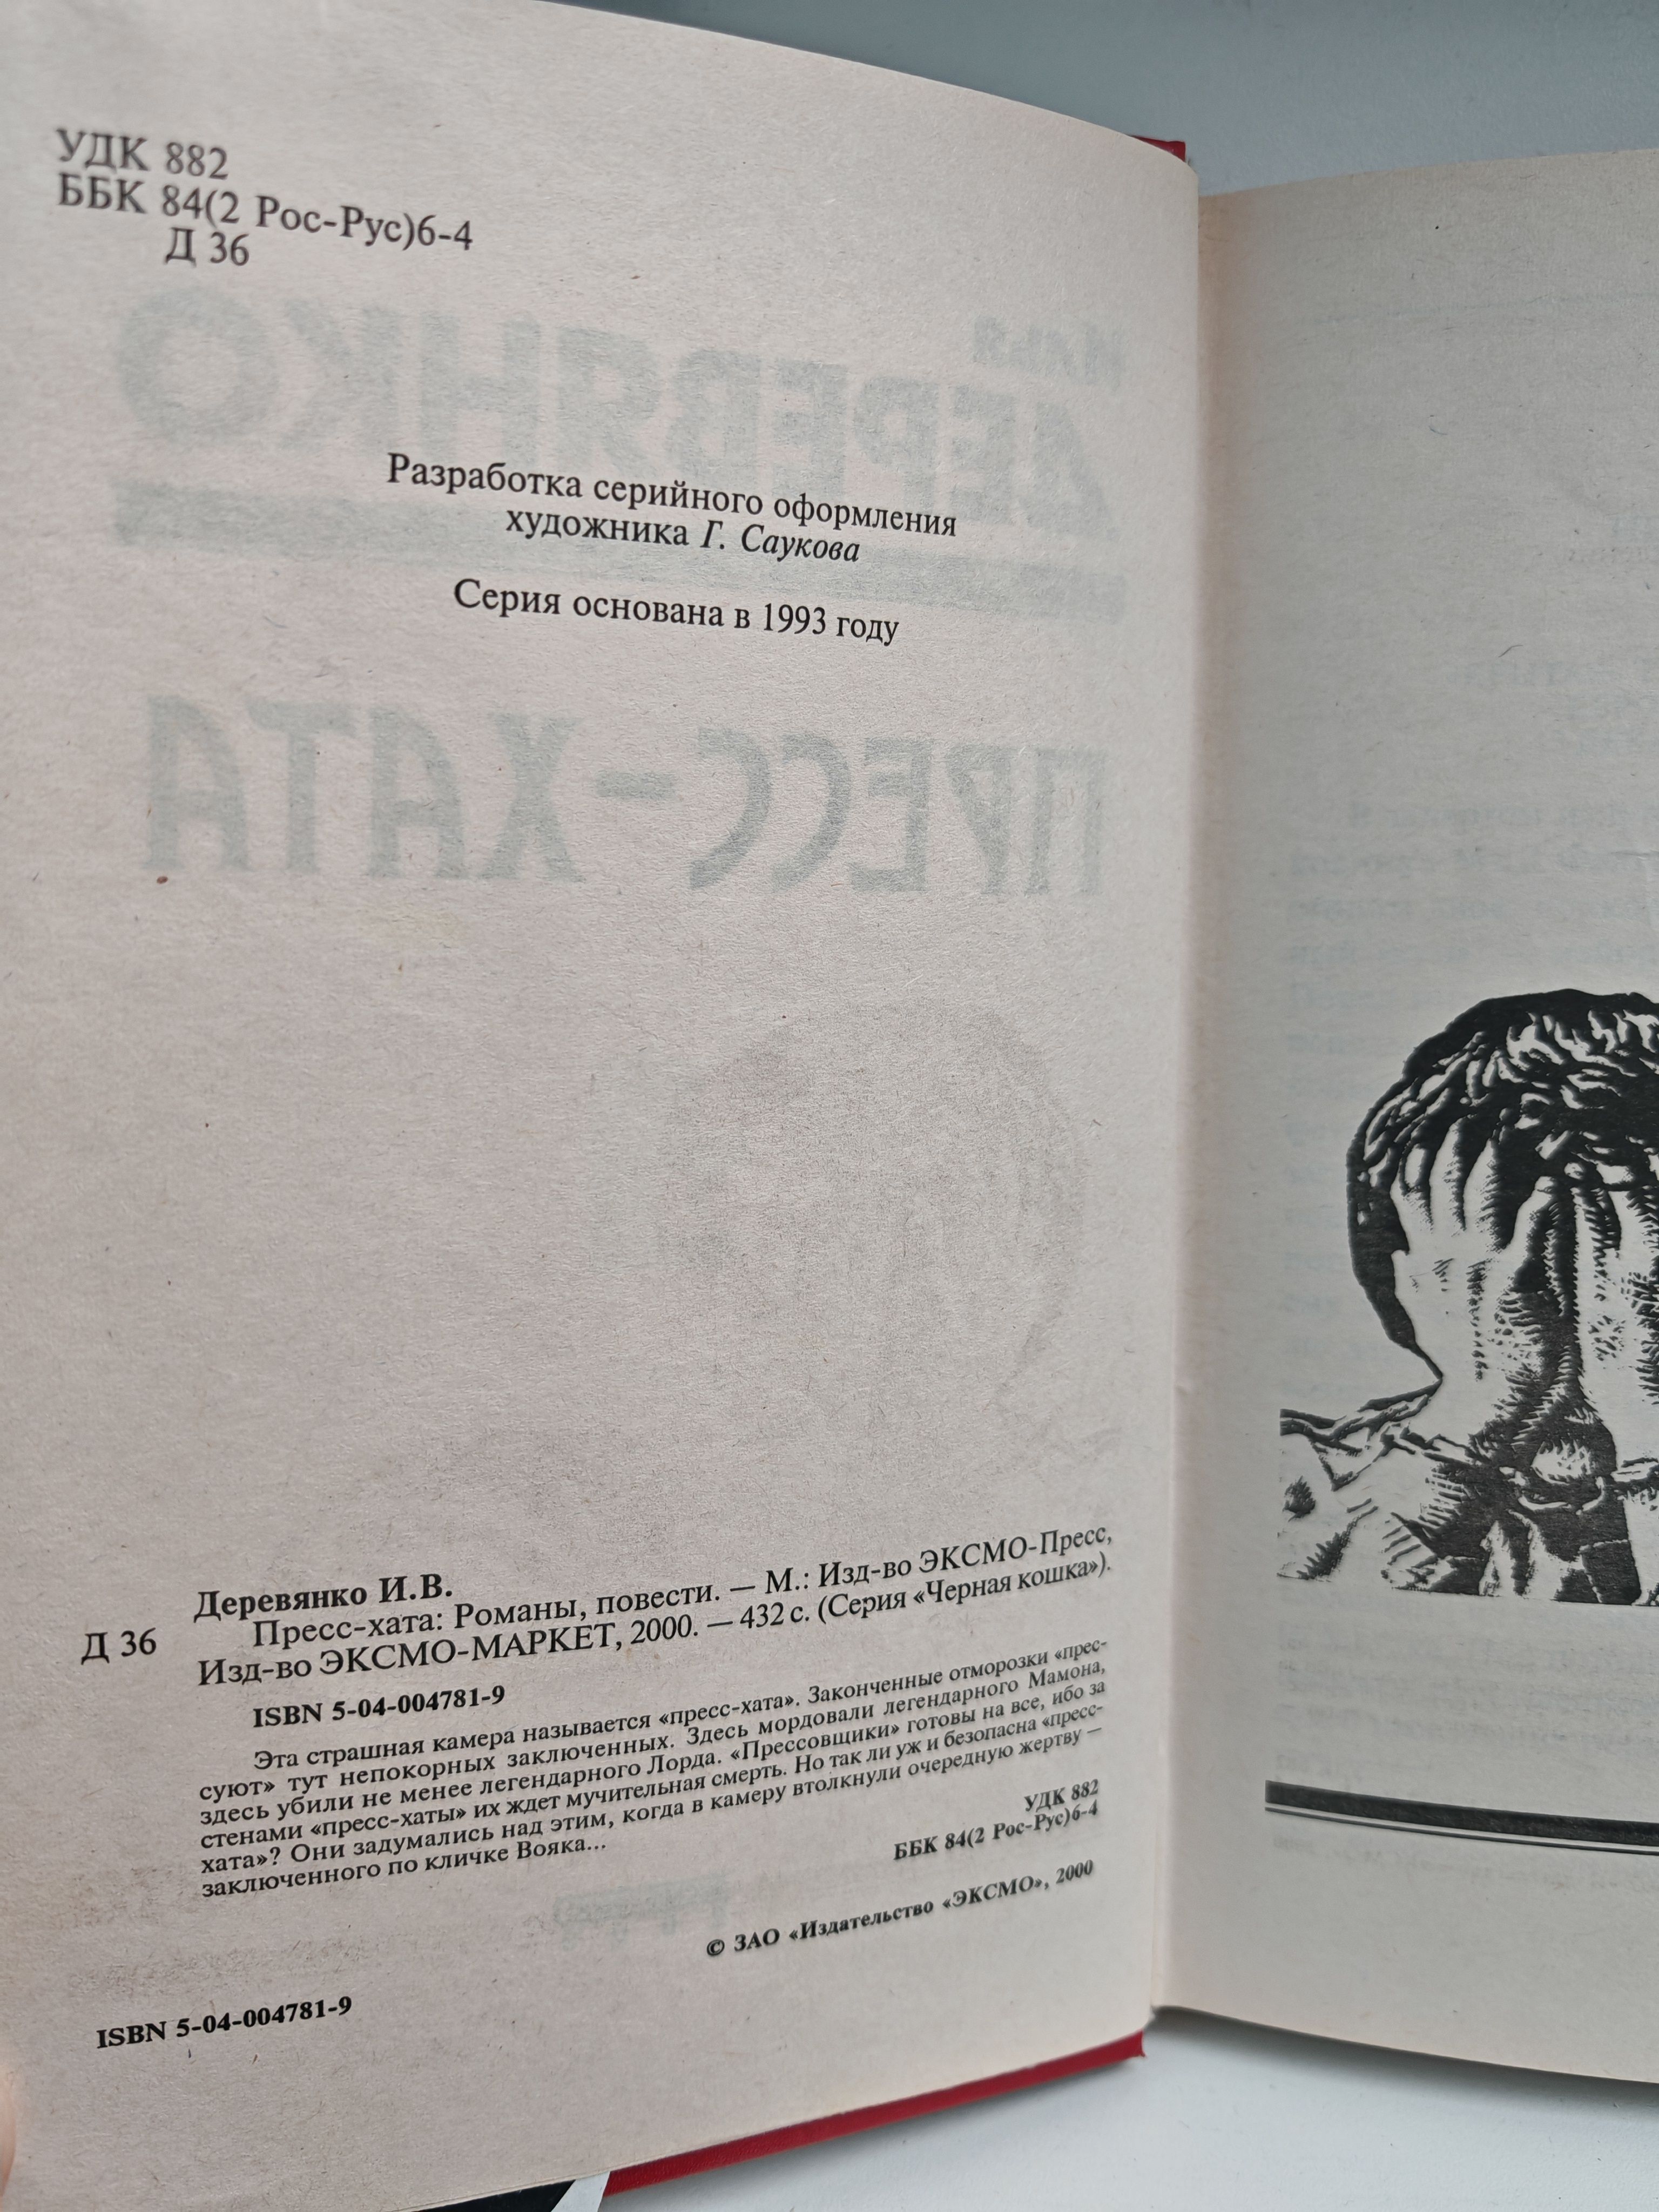 УДК 882
ББК 84(2 Рос-Рус)6-4
Д 36
Разработка серийного оформления
художника Г. Саукова
Серия основана в 1993 году
Деревянко И.В.
Д 36 Пресс-хата: Романы, повести. — М.: Изд-во ЭКСМО-Пресс,
Изд-во ЭКСМО-МАРКЕТ, 2000. — 432 с. (Серия «Черная кошка»).
ISBN 5-04-004781-9
Эта страшная камера называется «пресс-хата». Законченные отморозки «прес-
суют» тут непокорных заключенных. Здесь мордовали легендарного Мамона,
здесь убили не менее легендарного Лорда. «Прессовщики» готовы на все, ибо за
стенами «пресс-хаты» их ждет мучительная смерть. Но так ли уж и безопасна «пресс-
хата»? Они задумались над этим, когда в камеру втолкнули очередную жертву —
заключенного по кличке Вояка...
УДК 882
ББК 84(2 Рос-Рус)6-4
© ЗАО «Издательство «ЭКСМО», 2000
ISBN 5-04-004781-9